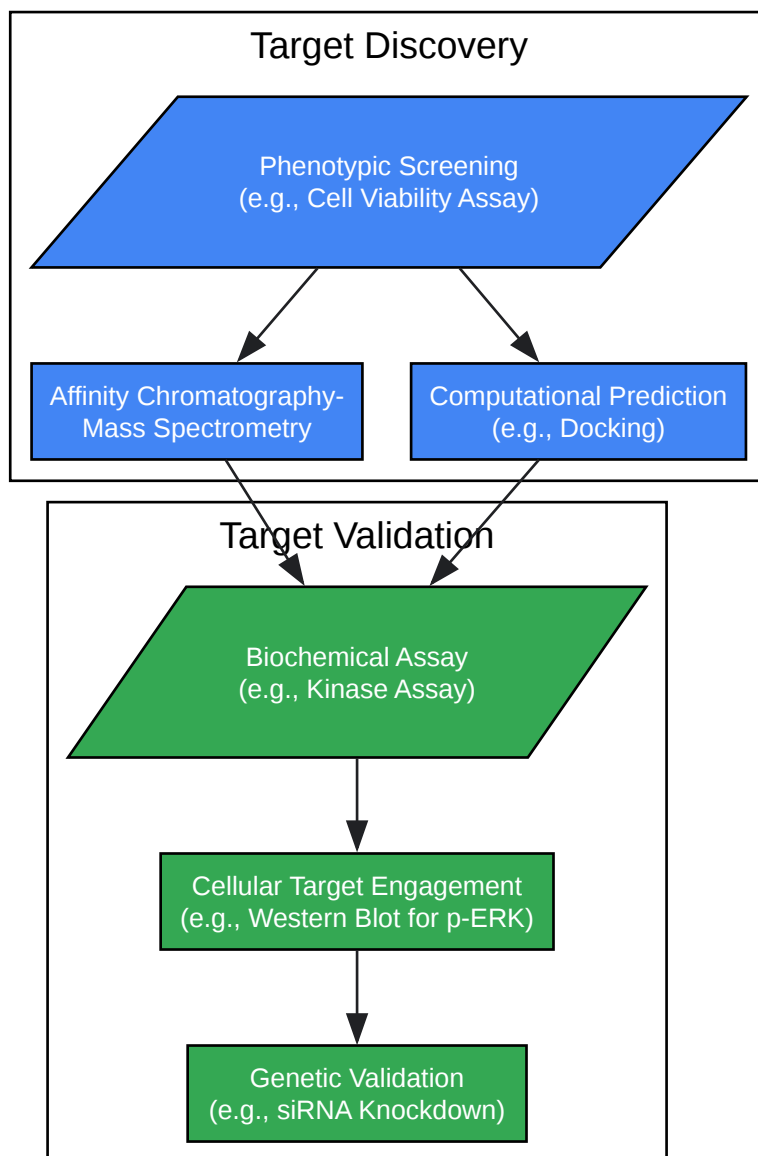 Target Discovery
Phenotypic Screening
(e.g., Cell Viability Assay)
Affinity Chromatography-
Mass Spectrometry
Computational Prediction
(e.g., Docking)
Target Validation
Biochemical Assay
(e.g., Kinase Assay)
Cellular Target Engagement
(e.g., Western Blot for p-ERK)
Genetic Validation
(e.g., siRNA Knockdown)